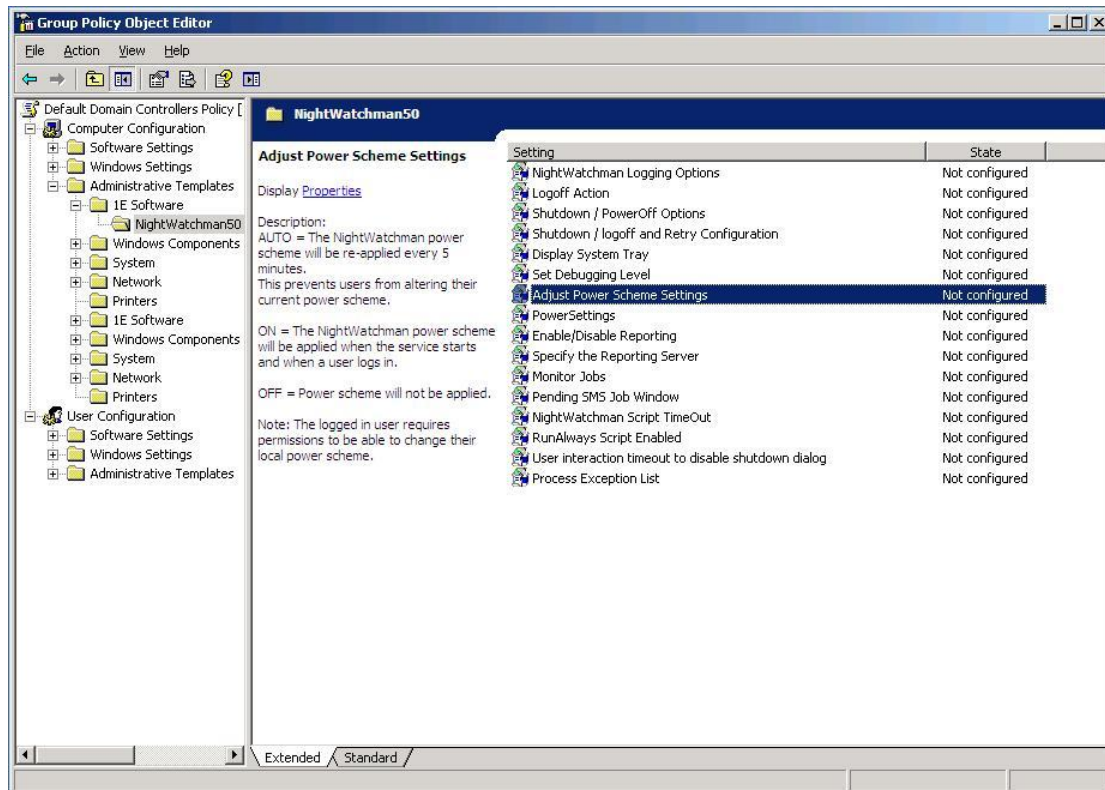 Group Policy Object Editor
File Action View Help
Default Domain Controllers Policy [
Computer Configuration
Software Settings
Windows Settings
Administrative Templates
1E Software
NightWatchman50
Windows Components
System
Network
Printers
1E Software
Windows Components
System
Network
Printers
User Configuration
Software Settings
Windows Settings
Administrative Templates
NightWatchman50
Adjust Power Scheme Settings
Display Properties
Description:
AUTO = The NightWatchman power
scheme will be re-applied every 5
minutes.
This prevents users from altering their
current power scheme.
ON = The NightWatchman power scheme
will be applied when the service starts
and when a user logs in.
OFF = Power scheme will not be applied.
Note: The logged in user requires
permissions to be able to change their
local power scheme.
Setting State
NightWatchman Logging Options Not configured
Logoff Action Not configured
Shutdown / PowerOff Options Not configured
Shutdown / logoff and Retry Configuration Not configured
Display System Tray Not configured
Set Debugging Level Not configured
Adjust Power Scheme Settings Not configured
PowerSettings Not configured
Enable/Disable Reporting Not configured
Specify the Reporting Server Not configured
Monitor Jobs Not configured
Pending SMS Job Window Not configured
NightWatchman Script TimeOut Not configured
RunAlways Script Enabled Not configured
User interaction timeout to disable shutdown dialog Not configured
Process Exception List Not configured
Extended Standard